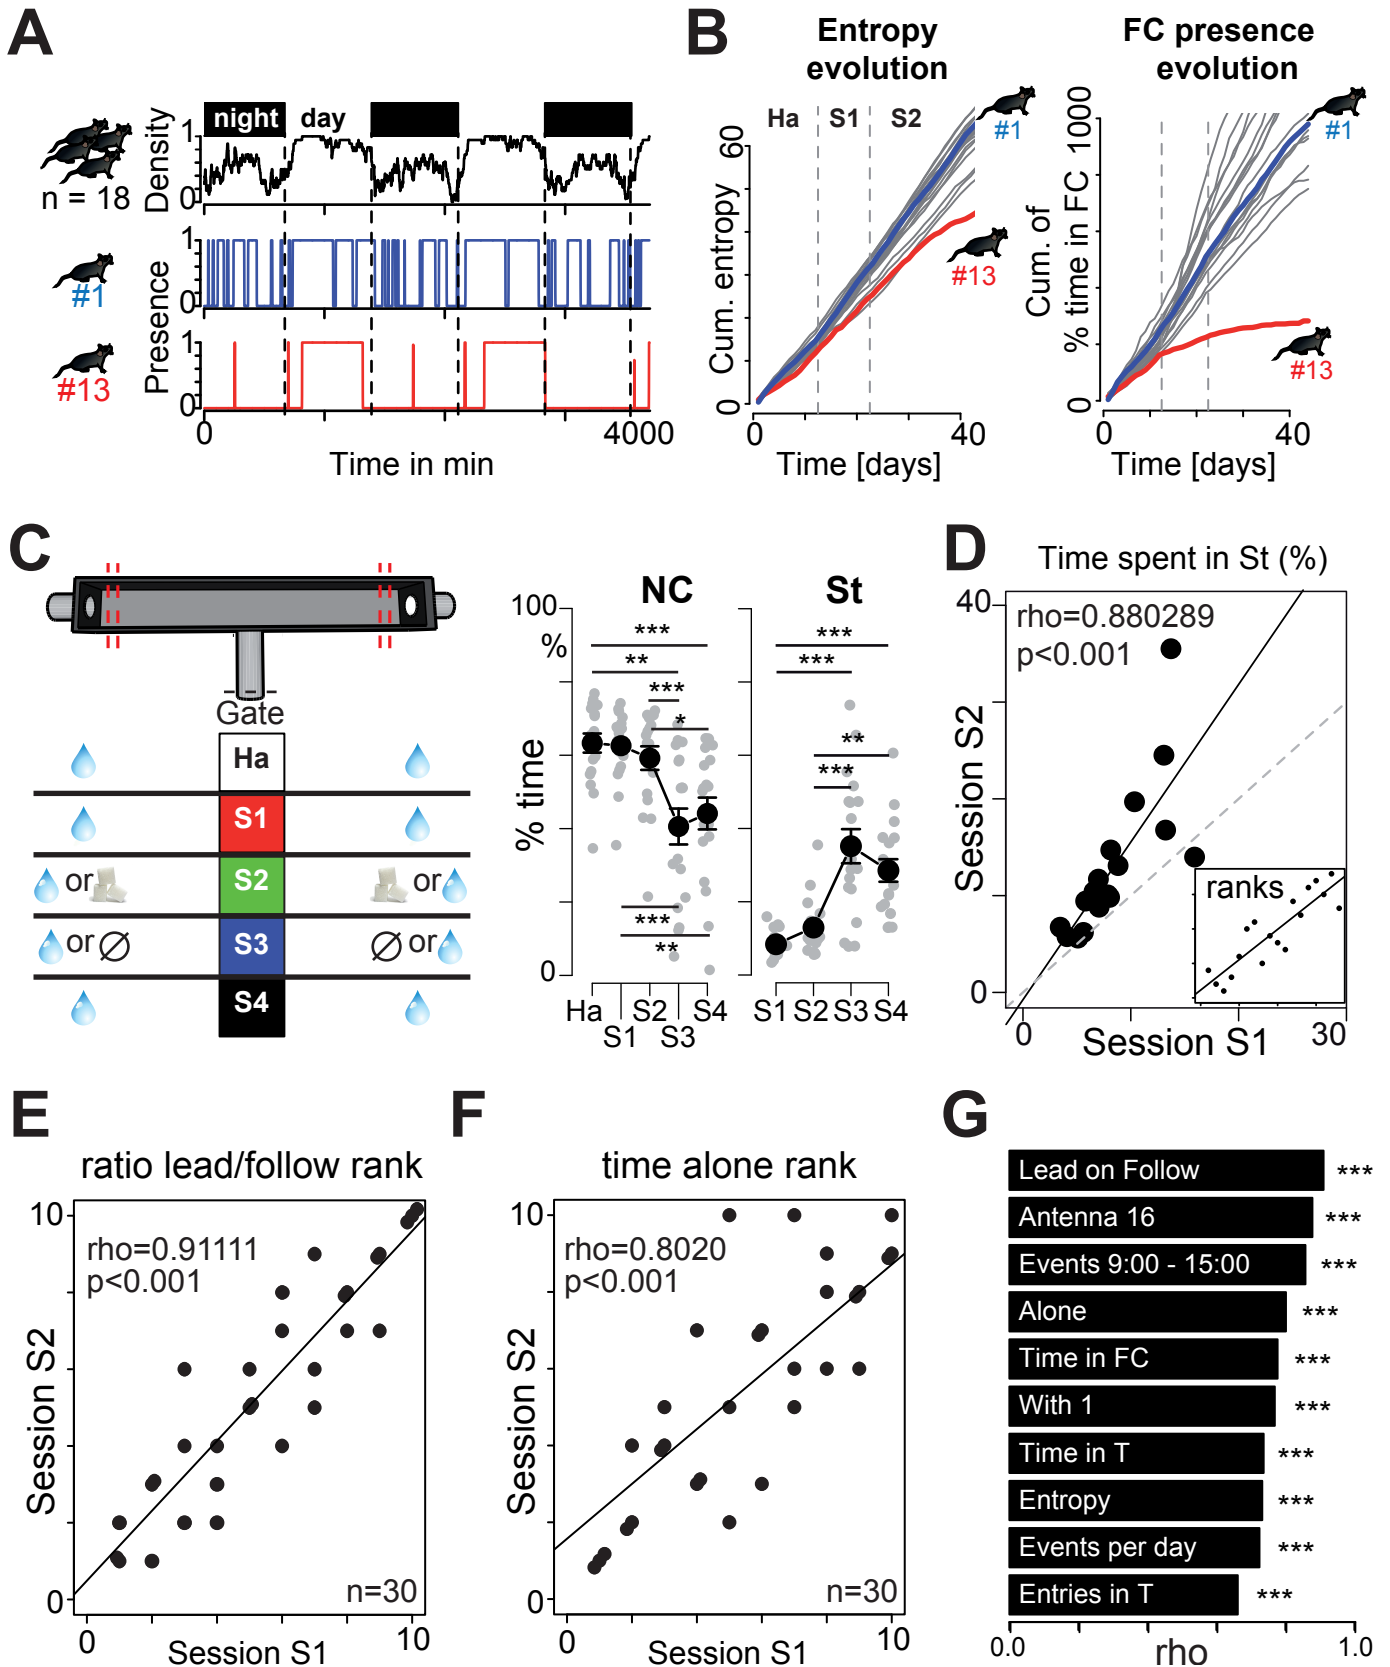 A
night day
Density
1
0
n = 18
Presence
1
0
#1
1
0
#13
0 4000
Time in min
B
Entropy
evolution
Ha S1 S2
#1
60
Cum. entropy
#13
0
0 40
Time [days]
FC presence
evolution
#1
1000
Cum. of
% time in FC
#13
0
0 40
Time [days]
C
Gate
Ha
S1
or S2 or
or Ø S3 Ø or
S4
NC
100
%
% time
***
**
***
*
***
**
0
Ha S2 S4
S1 S3
St
***
***
**
***
S1 S2 S3 S4
D
Time spent in St (%)
40
rho=0.880289
p<0.001
Session S2
ranks
0
0 30
Session S1
E
ratio lead/follow rank
10
rho=0.91111
p<0.001
Session S2
n=30
0
0 10
Session S1
F
time alone rank
10
rho=0.8020
p<0.001
Session S2
n=30
0
0 10
Session S1
G
Lead on Follow ***
Antenna 16 ***
Events 9:00 - 15:00 ***
Alone ***
Time in FC ***
With 1 ***
Time in T ***
Entropy ***
Events per day ***
Entries in T ***
0.0 1.0
rho